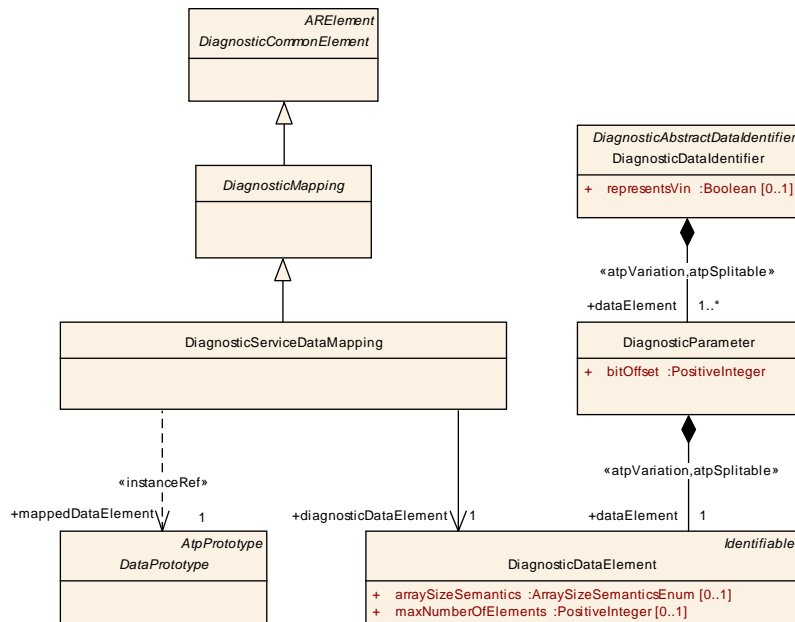 ARElement
DiagnosticCommonElement
DiagnosticAbstractDataIdentifier
DiagnosticDataIdentifier
+ representsVin :Boolean [0..1]
DiagnosticMapping
«atpVariation,atpSplitable»
+dataElement 1..*
DiagnosticServiceDataMapping
DiagnosticParameter
+ bitOffset :PositiveInteger
«atpVariation,atpSplitable»
«instanceRef»
+mappedDataElement 1
+diagnosticDataElement 1
+dataElement 1
AtpPrototype
DataPrototype
Identifiable
DiagnosticDataElement
+ arraySizeSemantics :ArraySizeSemanticsEnum [0..1]
+ maxNumberOfElements :PositiveInteger [0..1]